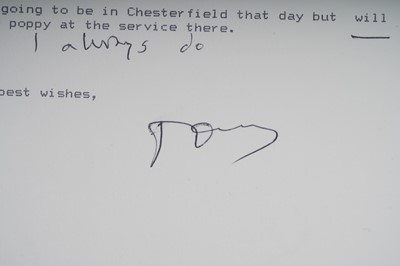 going to be in Chesterfield that day but will
poppy at the service there.
I always do
best wishes,
Tony